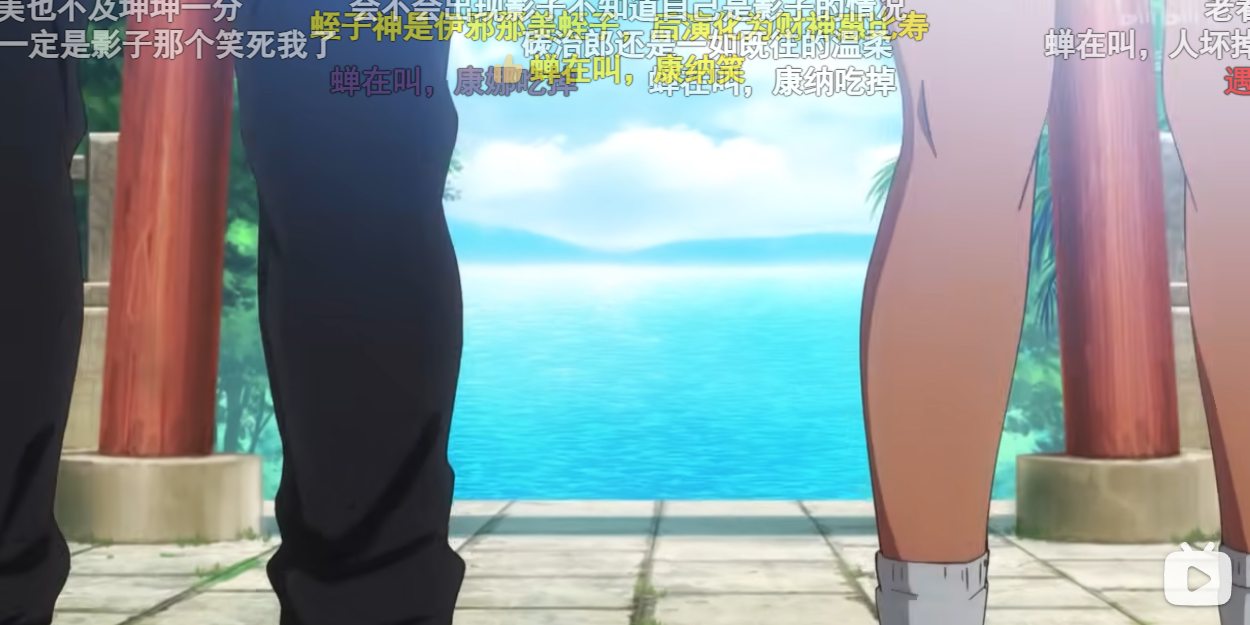 美也不及坤坤一分
会不会出现影子不知道自己是影子的情况
老
蛭子神是伊邪那美蛭子，后演化为财神
比寿
一定是影子那个笑死我了
碳治郎还是一如既往的温柔
蝉在叫，人坏掉
蝉在叫，康娜吃掉
蝉在叫，康纳笑
蝉在叫，康纳吃掉
遇
bilibili